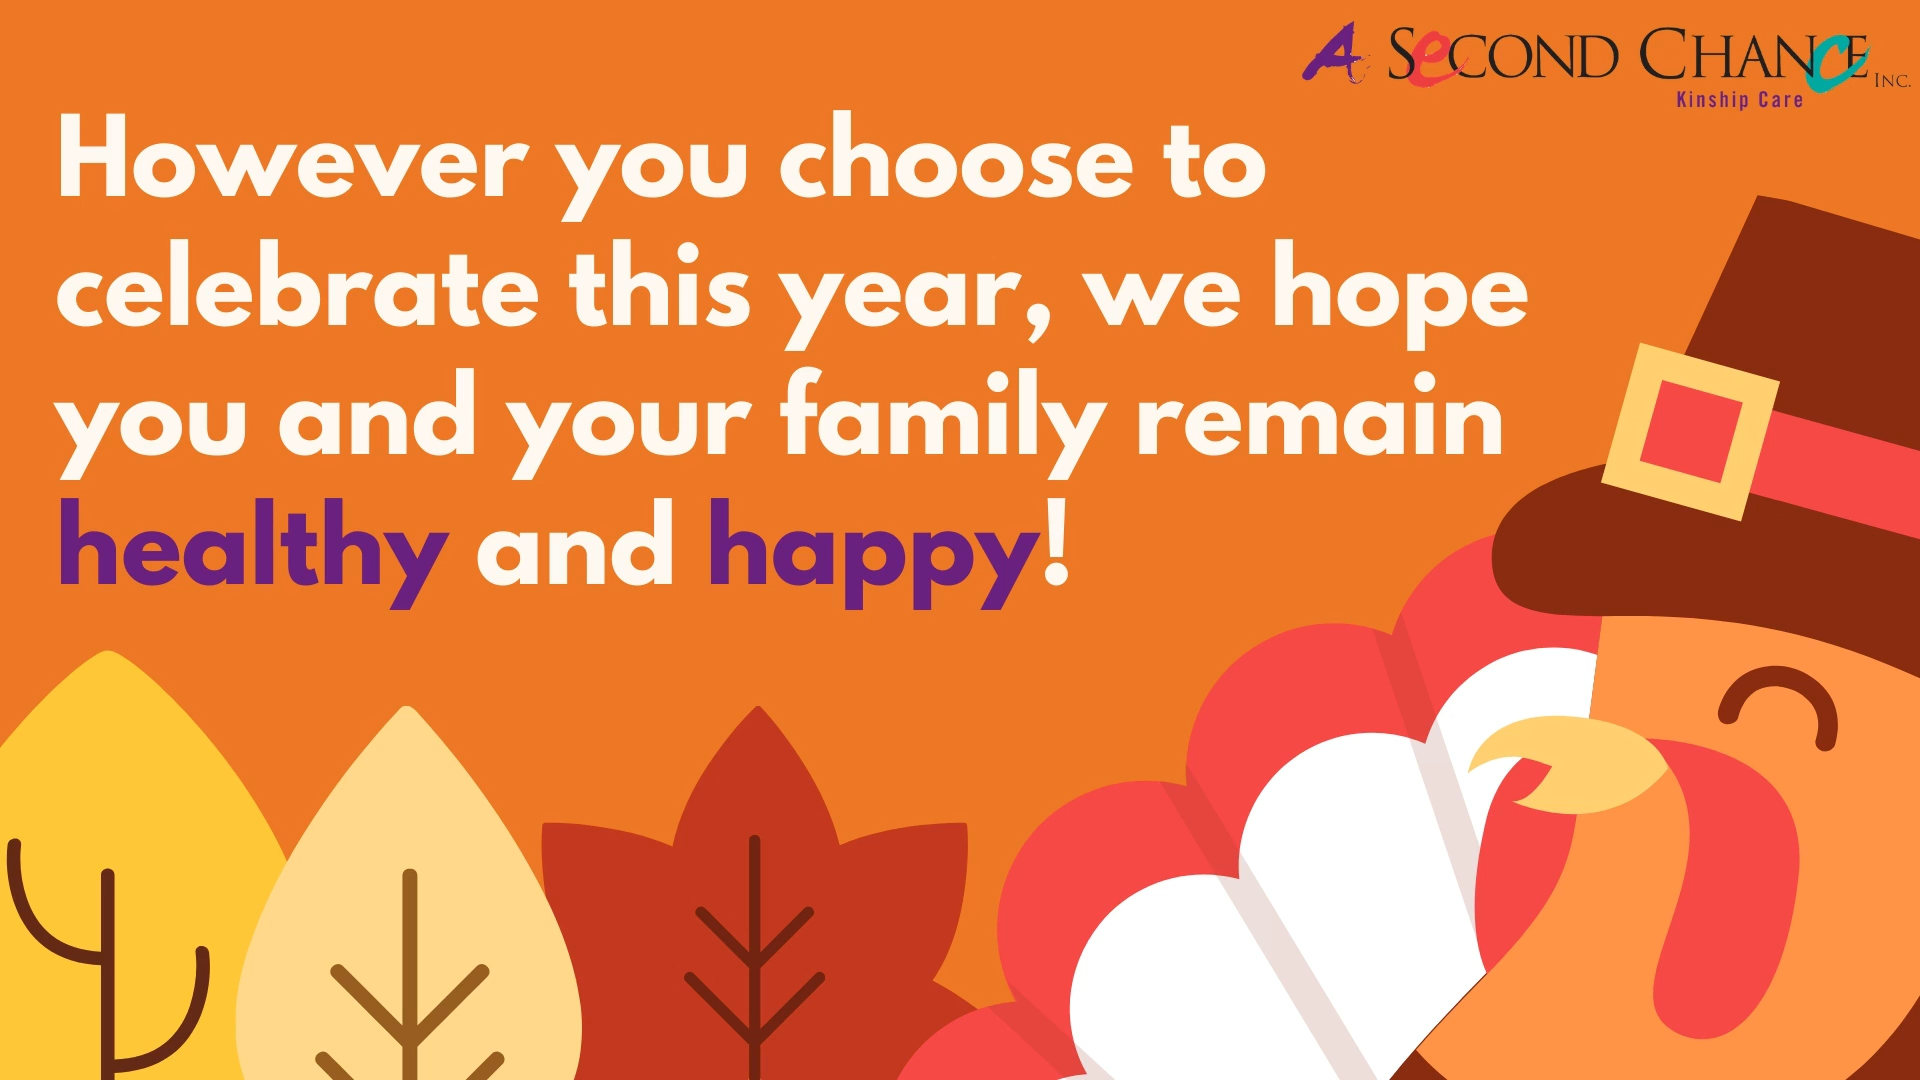 A SeCOND CHANCE INC.
Kinship Care
However you choose to
celebrate this year, we hope
you and your family remain
healthy and happy!